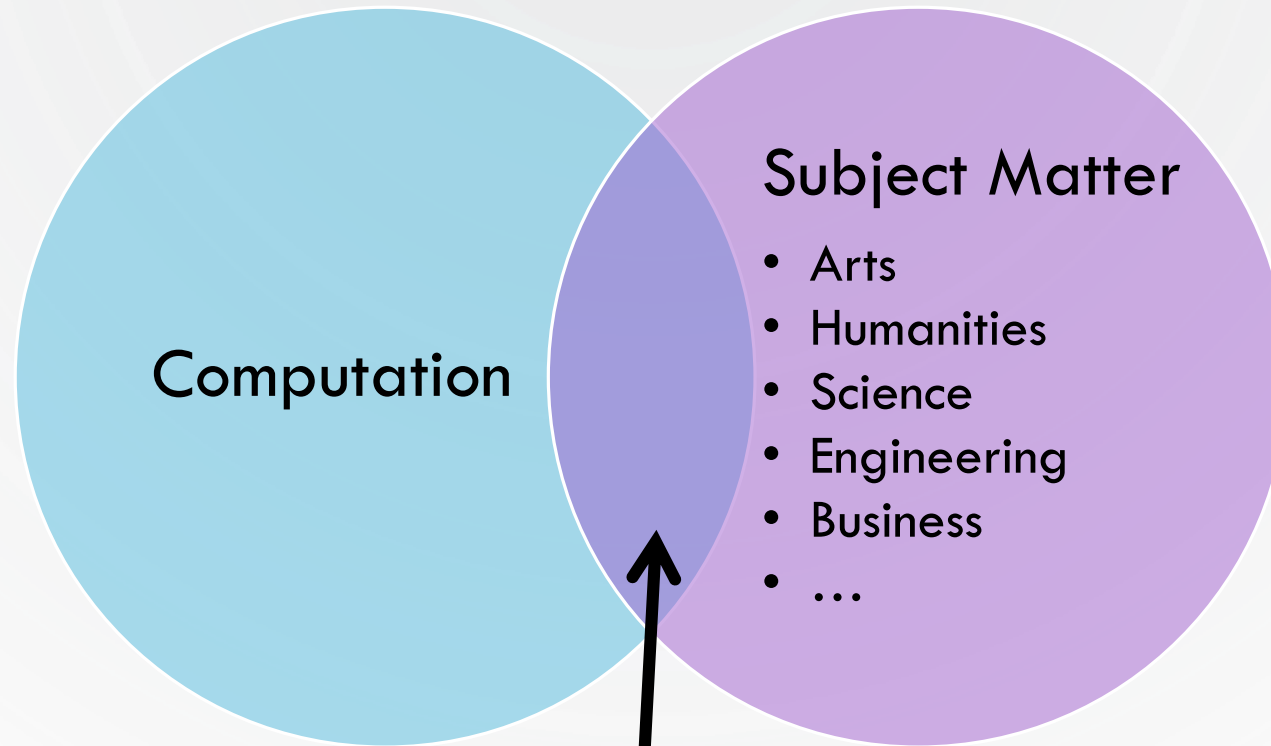 Computation
Subject Matter
• Arts
• Humanities
• Science
• Engineering
• Business
• ...